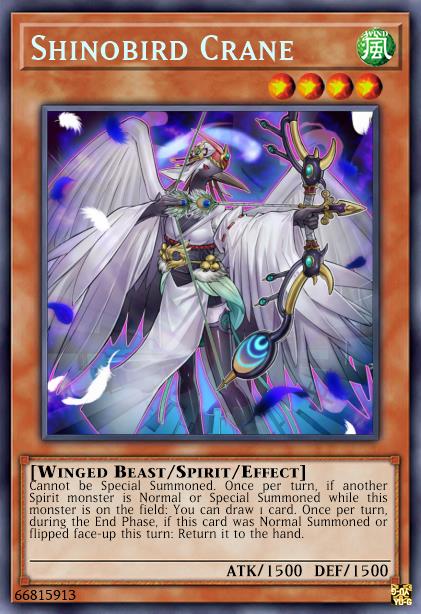 SHINOBIRD CRANE
WIND
風
[WINGED BEAST/SPIRIT/EFFECT]
Cannot be Special Summoned. Once per turn, if another
Spirit monster is Normal or Special Summoned while this
monster is on the field: You can draw 1 card. Once per turn,
during the End Phase, if this card was Normal Summoned or
flipped face-up this turn: Return it to the hand.
ATK/1500 DEF/1500
66815913